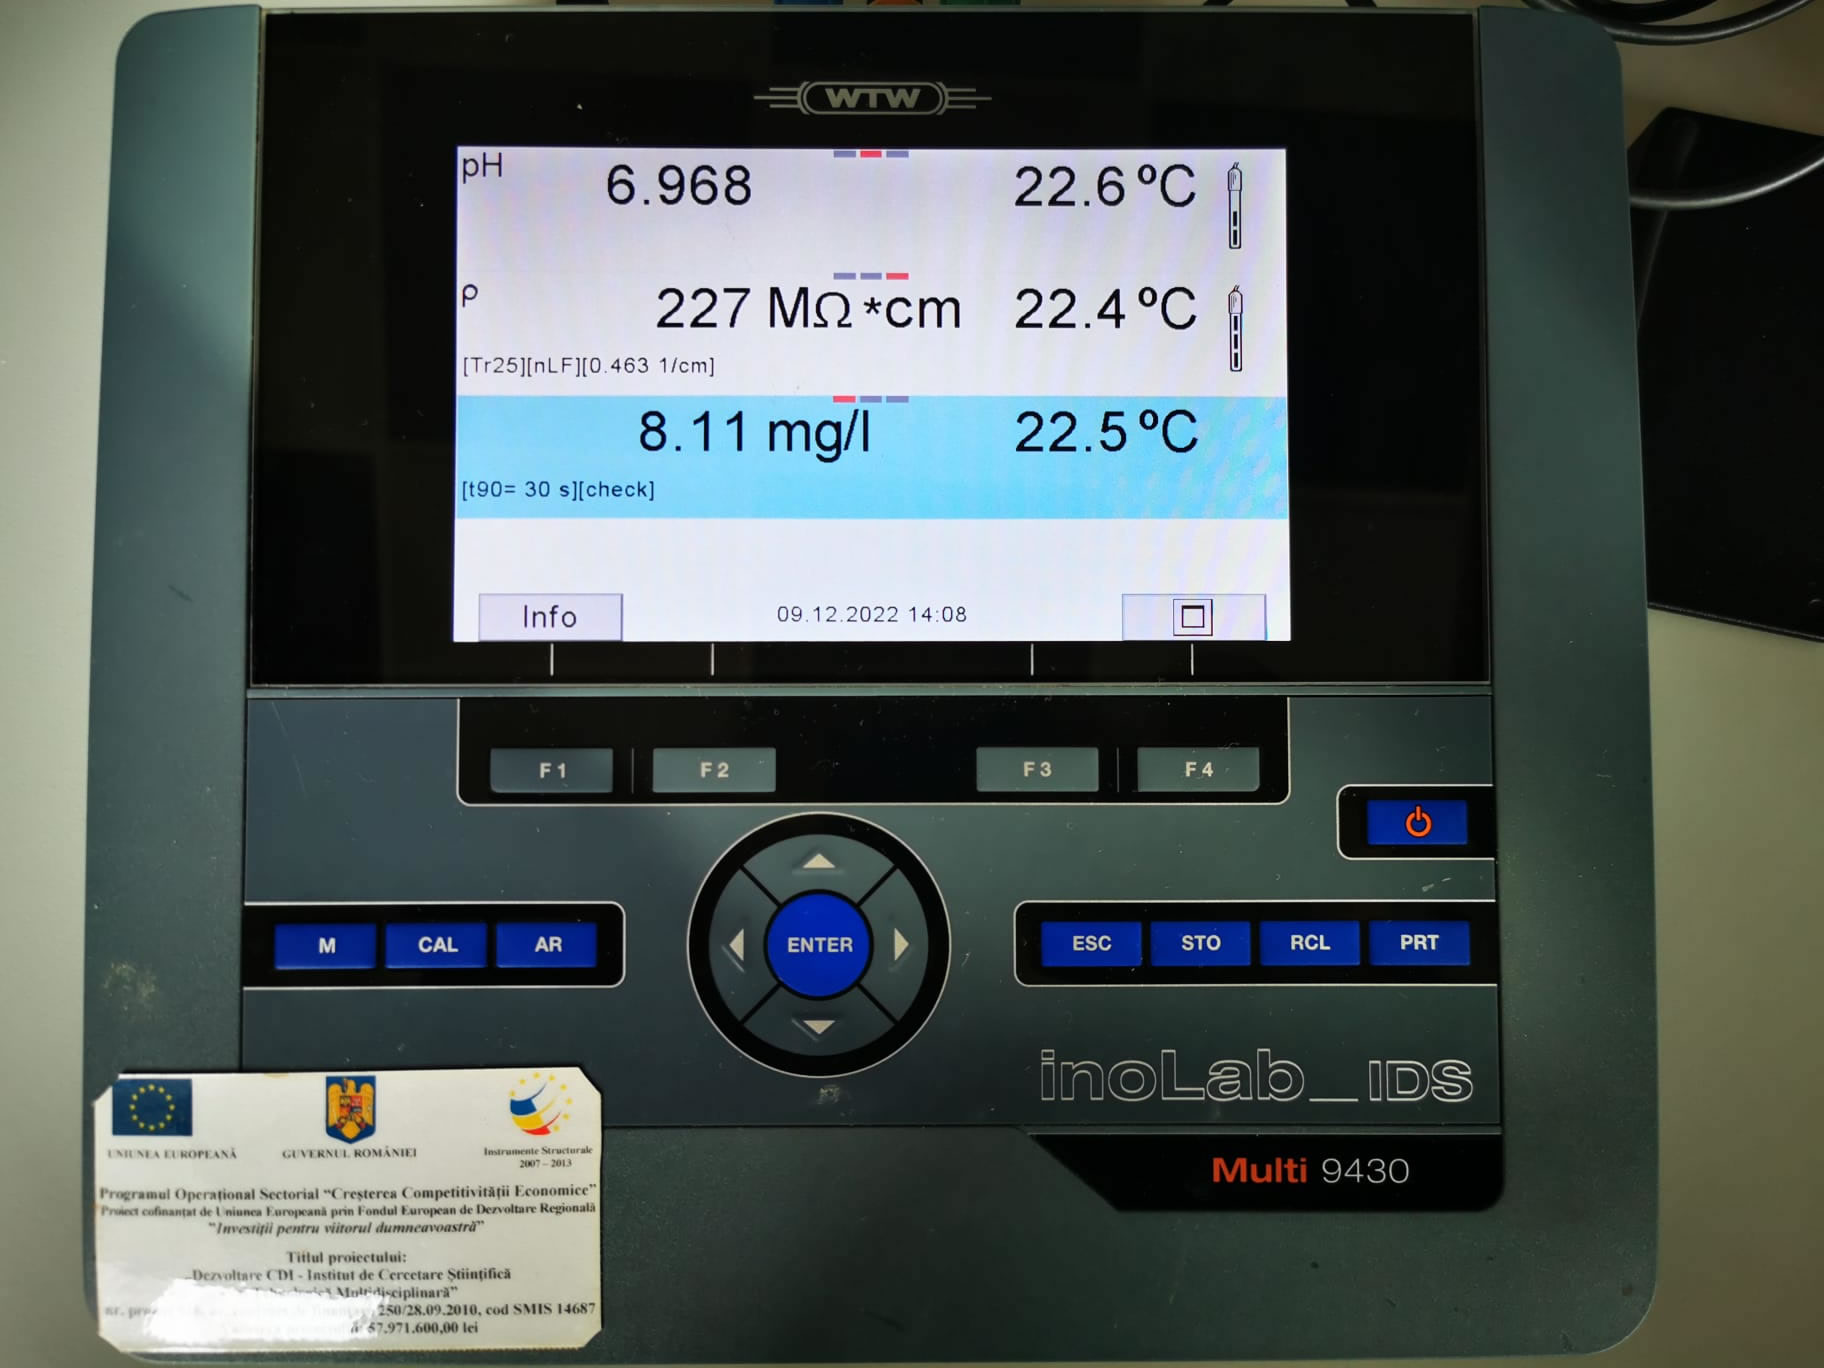 WTW
pH 6.968 22.6 ºC
ρ 227 MΩ *cm 22.4 ºC
[Tr25][nLF][0.463 1/cm]
8.11 mg/l 22.5 ºC
[t90= 30 s][check]
Info 09.12.2022 14:08
F1 F2 F3 F4
M CAL AR ENTER ESC STO RCL PRT
inoLab_IDS
Multi 9430
UNIUNEA EUROPEANĂ GUVERNUL ROMÂNIEI Instrumente Structurale
2007 – 2013
Programul Operațional Sectorial “Creșterea Competitivității Economice”
Proiect cofinanțat de Uniunea Europeană prin Fondul European de Dezvoltare Regională
"Investiții pentru viitorul dumneavoastră”
Titlul proiectului:
–Dezvoltare CDI - Institut de Cercetare Științifică
Multidisciplinară”
250/28.09.2010, cod SMIS 14687
57.971.600,00 lei